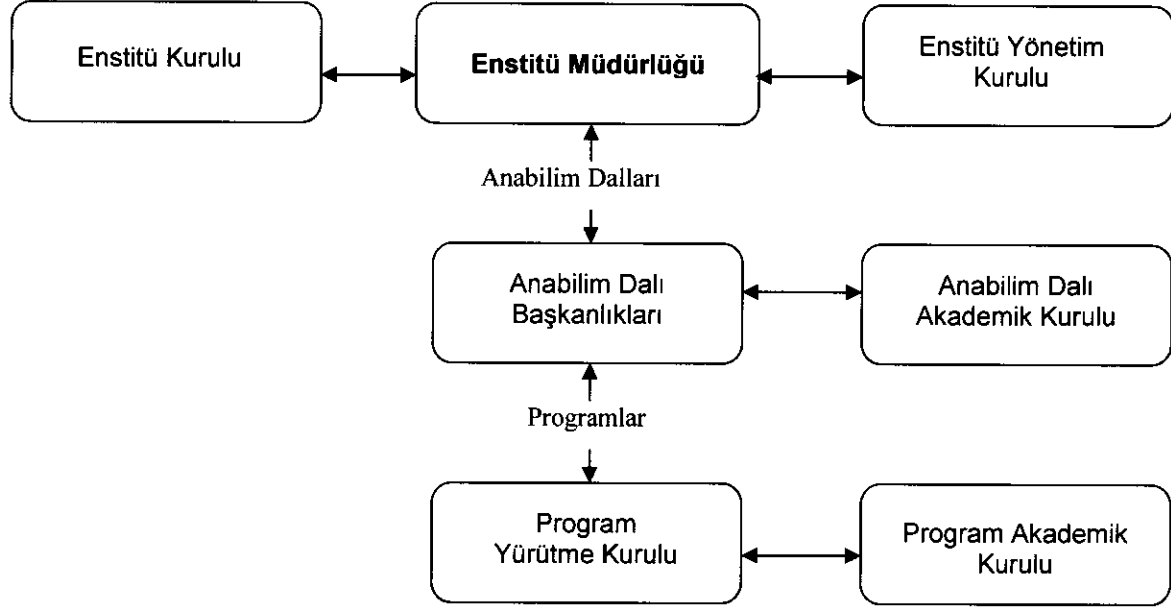 Enstitü Kurulu
Enstitü Müdürlüğü
Enstitü Yönetim
Kurulu
Anabilim Dalları
Anabilim Dalı
Başkanlıkları
Anabilim Dalı
Akademik Kurulu
Programlar
Program
Yürütme Kurulu
Program Akademik
Kurulu